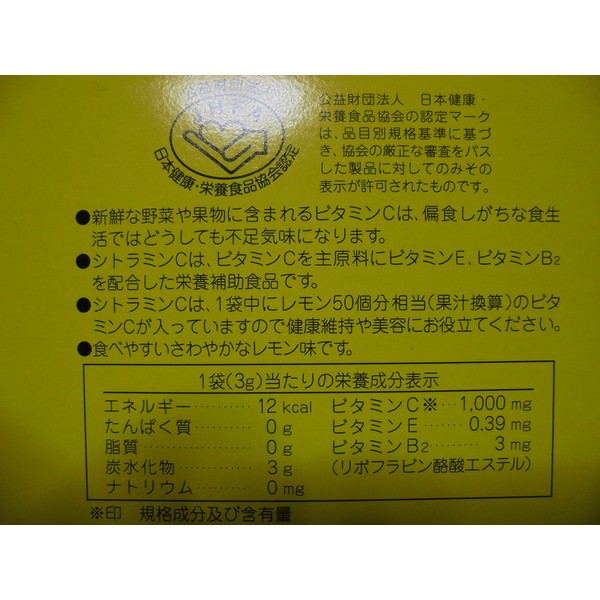 公益財団法人
JHFA
日本健康・栄養食品協会認定
公益財団法人 日本健康・
栄養食品協会の認定マーク
は、品目別規格基準に基づ
き、協会の厳正な審査をパス
した製品に対してのみその
表示が許可されたものです。
●新鮮な野菜や果物に含まれるビタミンCは、偏食しがちな食生
活ではどうしても不足気味になります。
●シトラミンCは、ビタミンCを主原料にビタミンE、ビタミンB2
を配合した栄養補助食品です。
●シトラミンCは、1袋中にレモン50個分相当(果汁換算)のビタ
ミンCが入っていますので健康維持や美容にお役立てください。
●食べやすいさわやかなレモン味です。
1袋(3g)当たりの栄養成分表示
エネルギー………12 kcal
たんぱく質…………0 g
脂質…………………0 g
炭水化物……………3 g
ナトリウム…………0 mg
ビタミンC※…1,000 mg
ビタミンE……0.39 mg
ビタミンB2………3 mg
(リボフラビン酪酸エステル)
※印 規格成分及び含有量